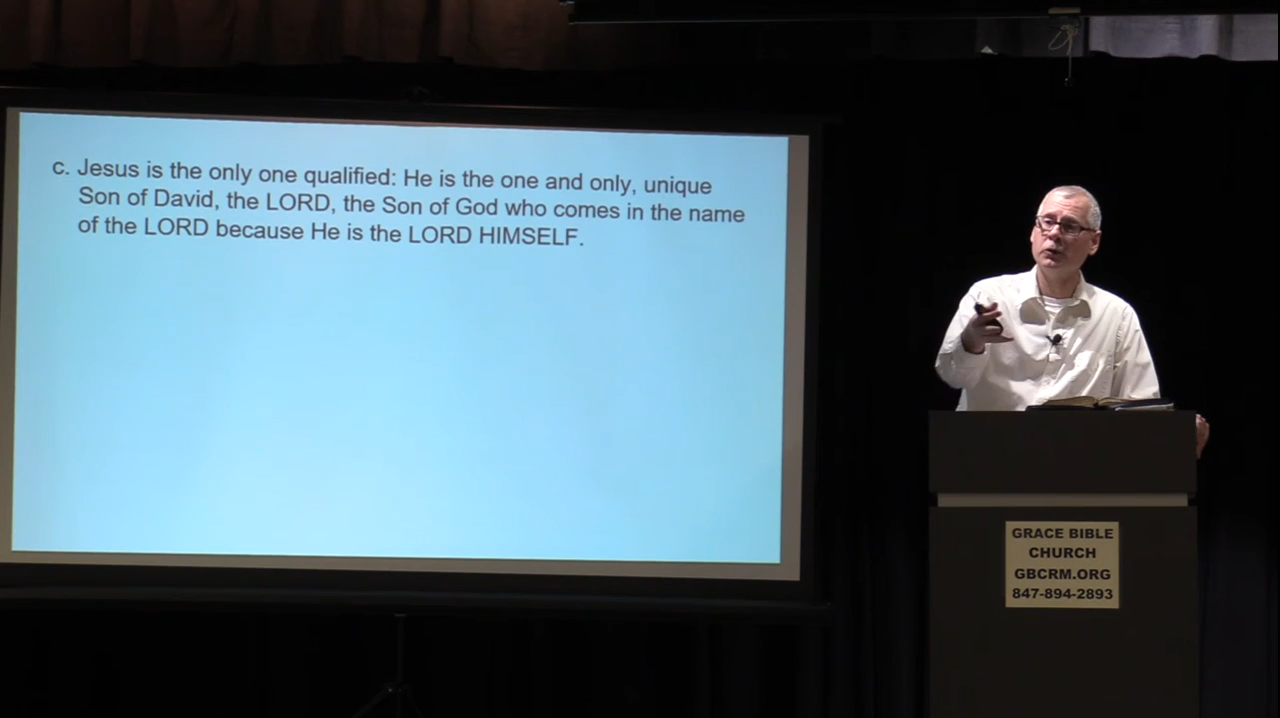 c. Jesus is the only one qualified: He is the one and only, unique
Son of David, the LORD, the Son of God who comes in the name
of the LORD because He is the LORD HIMSELF.
GRACE BIBLE
CHURCH
GBCRM.ORG
847-894-2893